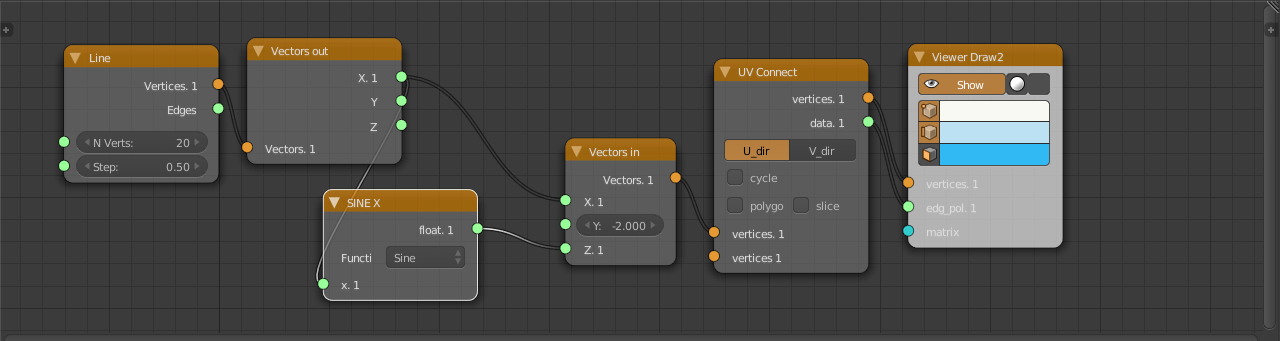 Line
Vertices. 1
Edges
N Verts: 20
Step: 0.50
Vectors out
X. 1
Y
Z
Vectors. 1
SINE X
float. 1
Functi Sine
x. 1
Vectors in
Vectors. 1
X. 1
Y: -2.000
Z. 1
UV Connect
vertices. 1
data. 1
U_dir V_dir
cycle
polygo slice
vertices. 1
vertices 1
Viewer Draw2
Show
vertices. 1
edg_pol. 1
matrix